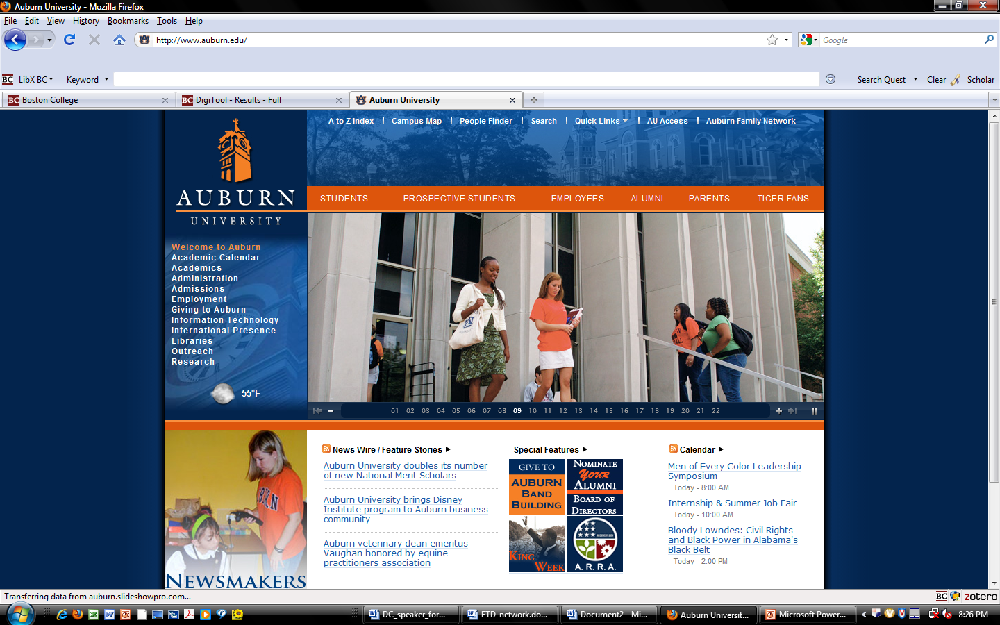 Auburn University - Mozilla Firefox
File Edit View History Bookmarks Tools Help
http://www.auburn.edu/
Google
BC LibX BC Keyword Search Quest Clear Scholar
BC Boston College BC DigiTool - Results - Full Auburn University
A to Z Index Campus Map People Finder Search Quick Links AU Access Auburn Family Network
AUBURN
UNIVERSITY
STUDENTS PROSPECTIVE STUDENTS EMPLOYEES ALUMNI PARENTS TIGER FANS
Welcome to Auburn
Academic Calendar
Academics
Administration
Admissions
Employment
Giving to Auburn
Information Technology
International Presence
Libraries
Outreach
Research
55°F
01 02 03 04 05 06 07 08 09 10 11 12 13 14 15 16 17 18 19 20 21 22
AUBURN
NEWSMAKERS
News Wire / Feature Stories
Auburn University doubles its number
of new National Merit Scholars
Auburn University brings Disney
Institute program to Auburn business
community
Auburn veterinary dean emeritus
Vaughan honored by equine
practitioners association
Special Features
GIVE TO
AUBURN
BAND
BUILDING
NOMINATE
Your
ALUMNI
BOARD OF
DIRECTORS
KING
WEEK
RECOVERY.GOV
A. R. R. A.
Calendar
Men of Every Color Leadership
Symposium
Today - 8:00 AM
Internship & Summer Job Fair
Today - 10:00 AM
Bloody Lowndes: Civil Rights
and Black Power in Alabama's
Black Belt
Today - 2:00 PM
Transferring data from auburn.slideshowpro.com...
BC zotero
DC_speaker_for... ETD-network.do... Document2 - Mi... Auburn Universit... Microsoft Power... 8:26 PM